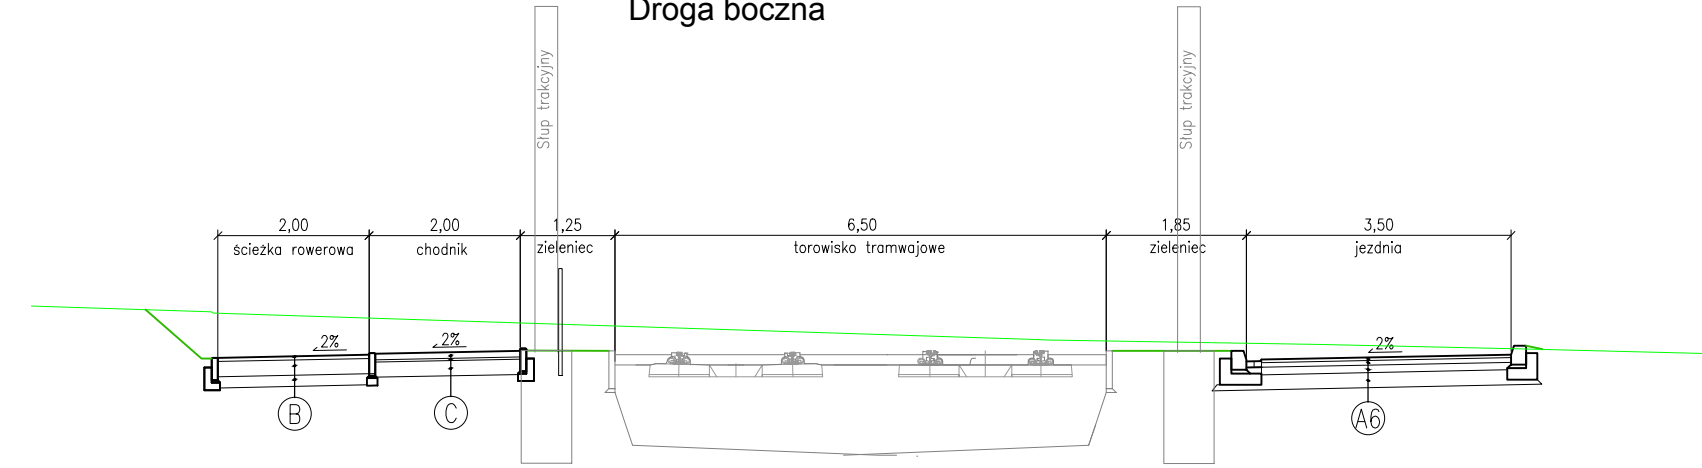 Droga boczna
Słup trakcyjny
Słup trakcyjny
2,00
2,00
1,25
6,50
1,85
3,50
ścieżka rowerowa
chodnik
zieleniec
torowisko tramwajowe
zieleniec
jezdnia
2%
2%
2%
B
C
A6